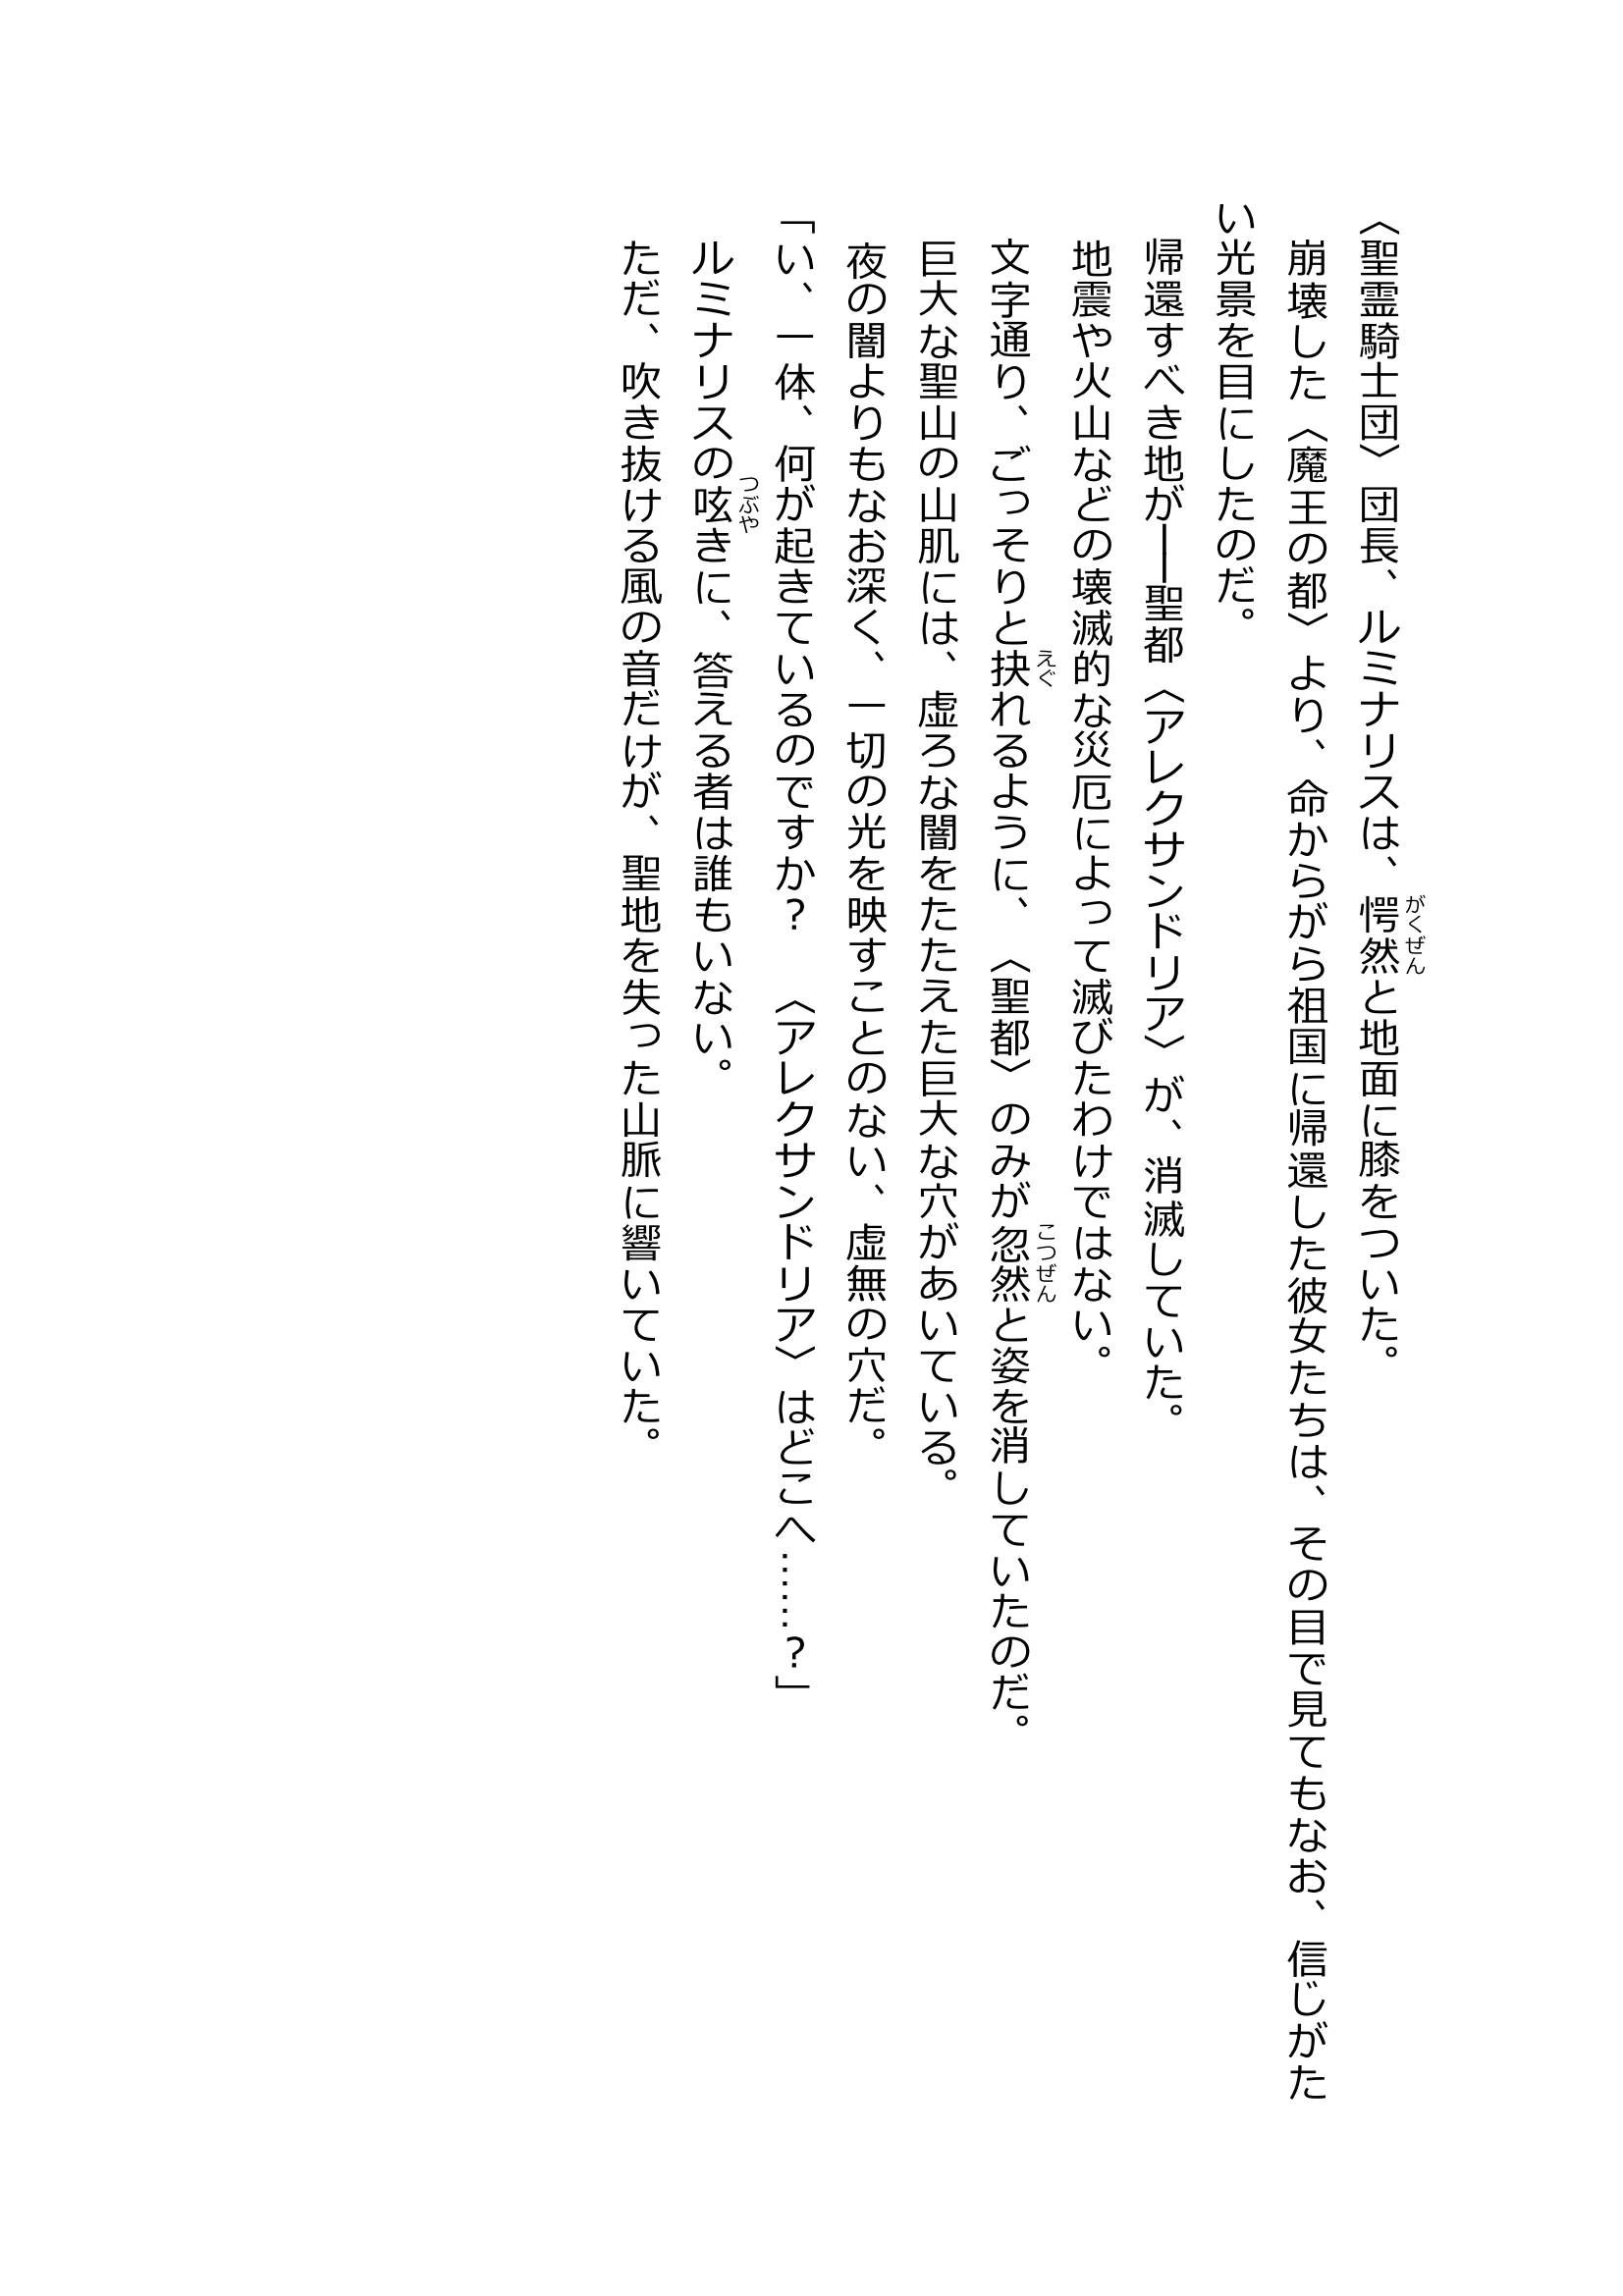 〈聖霊騎士団〉団長、ルミナリスは、愕然と地面に膝をついた。
崩壊した〈魔王の都〉より、命からがら祖国に帰還した彼女たちは、その目で見てもなお、信じがた
い光景を目にしたのだ。
帰還すべき地が――聖都〈アレクサンドリア〉が、消滅していた。
地震や火山などの壊滅的な災厄によって滅びたわけではない。
文字通り、ごっそりと抉れるように、〈聖都〉のみが忽然と姿を消していたのだ。
巨大な聖山の山肌には、虚ろな闇をたたえた巨大な穴があいている。
夜の闇よりもなお深く、一切の光を映すことのない、虚無の穴だ。
「い、一体、何が起きているのですか？　〈アレクサンドリア〉はどこへ……？」
ルミナリスの呟きに、答える者は誰もいない。
ただ、吹き抜ける風の音だけが、聖地を失った山脈に響いていた。